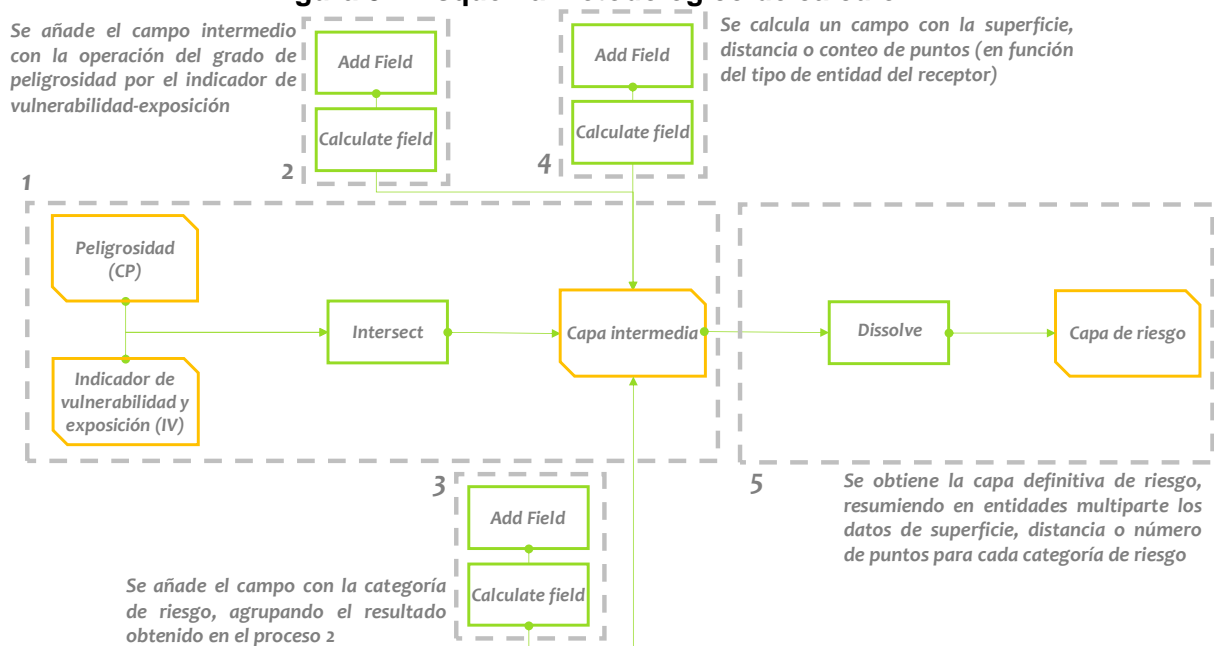 Se añade el campo intermedio
con la operación del grado de
peligrosidad por el indicador de
vulnerabilidad-exposición
Add Field
Calculate field
2
Add Field
Calculate field
4
Se calcula un campo con la superficie,
distancia o conteo de puntos (en función
del tipo de entidad del receptor)
1
Peligrosidad
(CP)
Indicador de
vulnerabilidad y
exposición (IV)
Intersect
Capa intermedia
Dissolve
Capa de riesgo
3
Add Field
Calculate field
5
Se obtiene la capa definitiva de riesgo,
resumiendo en entidades multiparte los
datos de superficie, distancia o número
de puntos para cada categoría de riesgo
Se añade el campo con la categoría
de riesgo, agrupando el resultado
obtenido en el proceso 2